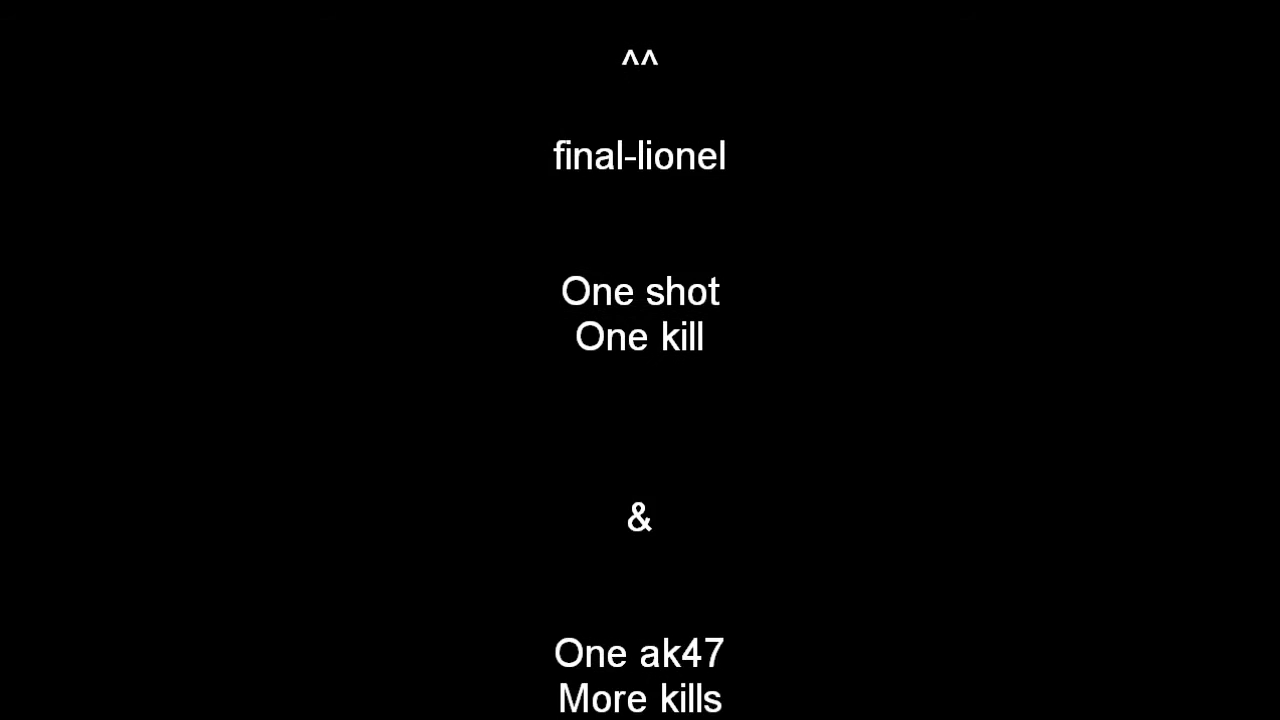 ^^
final-lionel
One shot
One kill
&
One ak47
More kills